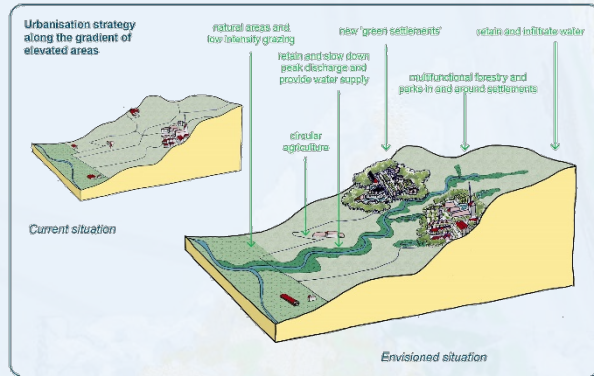 Urbanisation strategy
along the gradient of
elevated areas
natural areas and
low intensity grazing
new 'green settlements'
retain and infiltrate water
retain and slow down
peak discharge and
provide water supply
multifunctional forestry and
parks in and around settlements
circular
agriculture
Current situation
Envisioned situation